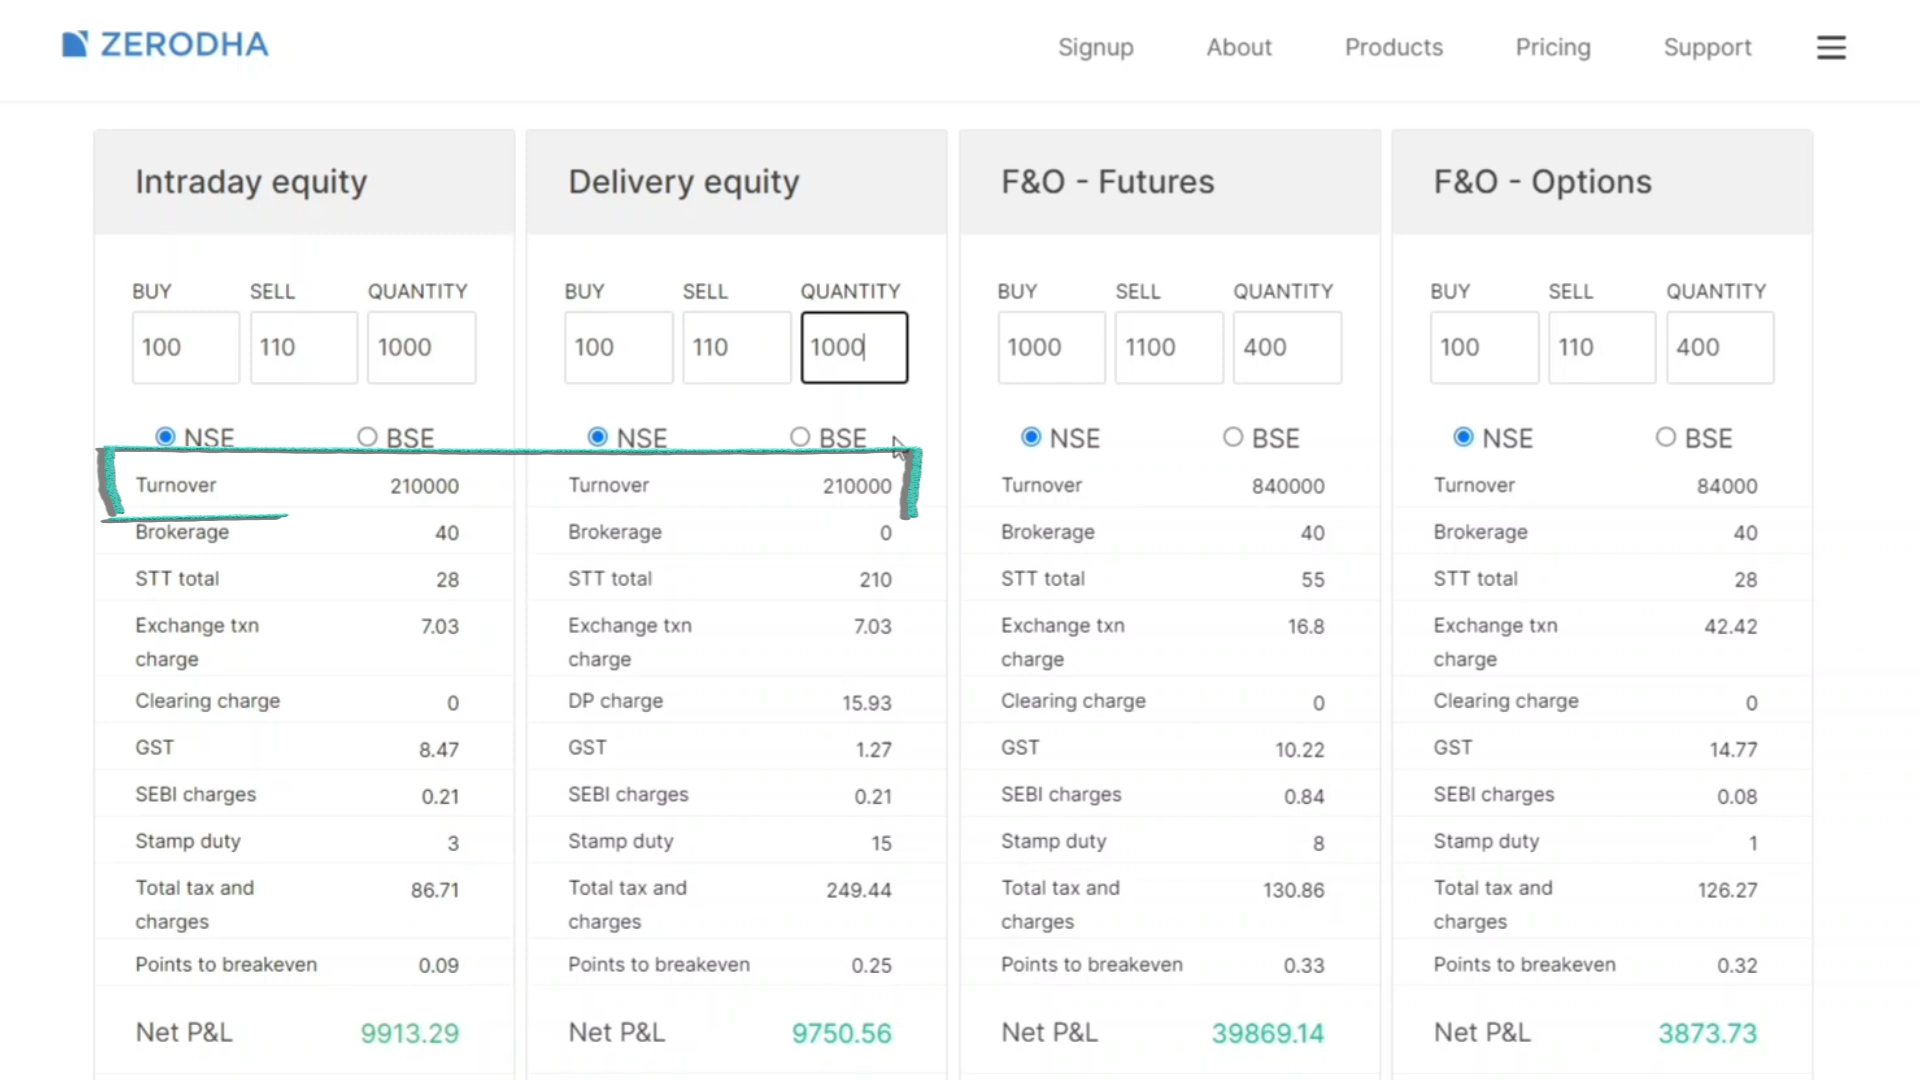 ZERODHA
Signup About Products Pricing Support
Intraday equity
BUY SELL QUANTITY
100 110 1000
NSE BSE
Turnover 210000
Brokerage 40
STT total 28
Exchange txn 7.03
charge
Clearing charge 0
GST 8.47
SEBI charges 0.21
Stamp duty 3
Total tax and 86.71
charges
Points to breakeven 0.09
Net P&L 9913.29
Delivery equity
BUY SELL QUANTITY
100 110 1000
NSE BSE
Turnover 210000
Brokerage 0
STT total 210
Exchange txn 7.03
charge
DP charge 15.93
GST 1.27
SEBI charges 0.21
Stamp duty 15
Total tax and 249.44
charges
Points to breakeven 0.25
Net P&L 9750.56
F&O - Futures
BUY SELL QUANTITY
1000 1100 400
NSE BSE
Turnover 840000
Brokerage 40
STT total 55
Exchange txn 16.8
charge
Clearing charge 0
GST 10.22
SEBI charges 0.84
Stamp duty 8
Total tax and 130.86
charges
Points to breakeven 0.33
Net P&L 39869.14
F&O - Options
BUY SELL QUANTITY
100 110 400
NSE BSE
Turnover 84000
Brokerage 40
STT total 28
Exchange txn 42.42
charge
Clearing charge 0
GST 14.77
SEBI charges 0.08
Stamp duty 1
Total tax and 126.27
charges
Points to breakeven 0.32
Net P&L 3873.73